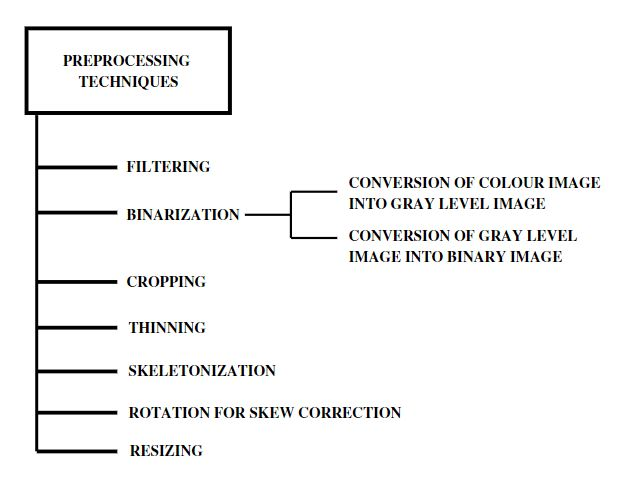 PREPROCESSING
TECHNIQUES
FILTERING
BINARIZATION
CONVERSION OF COLOUR IMAGE
INTO GRAY LEVEL IMAGE
CONVERSION OF GRAY LEVEL
IMAGE INTO BINARY IMAGE
CROPPING
THINNING
SKELETONIZATION
ROTATION FOR SKEW CORRECTION
RESIZING